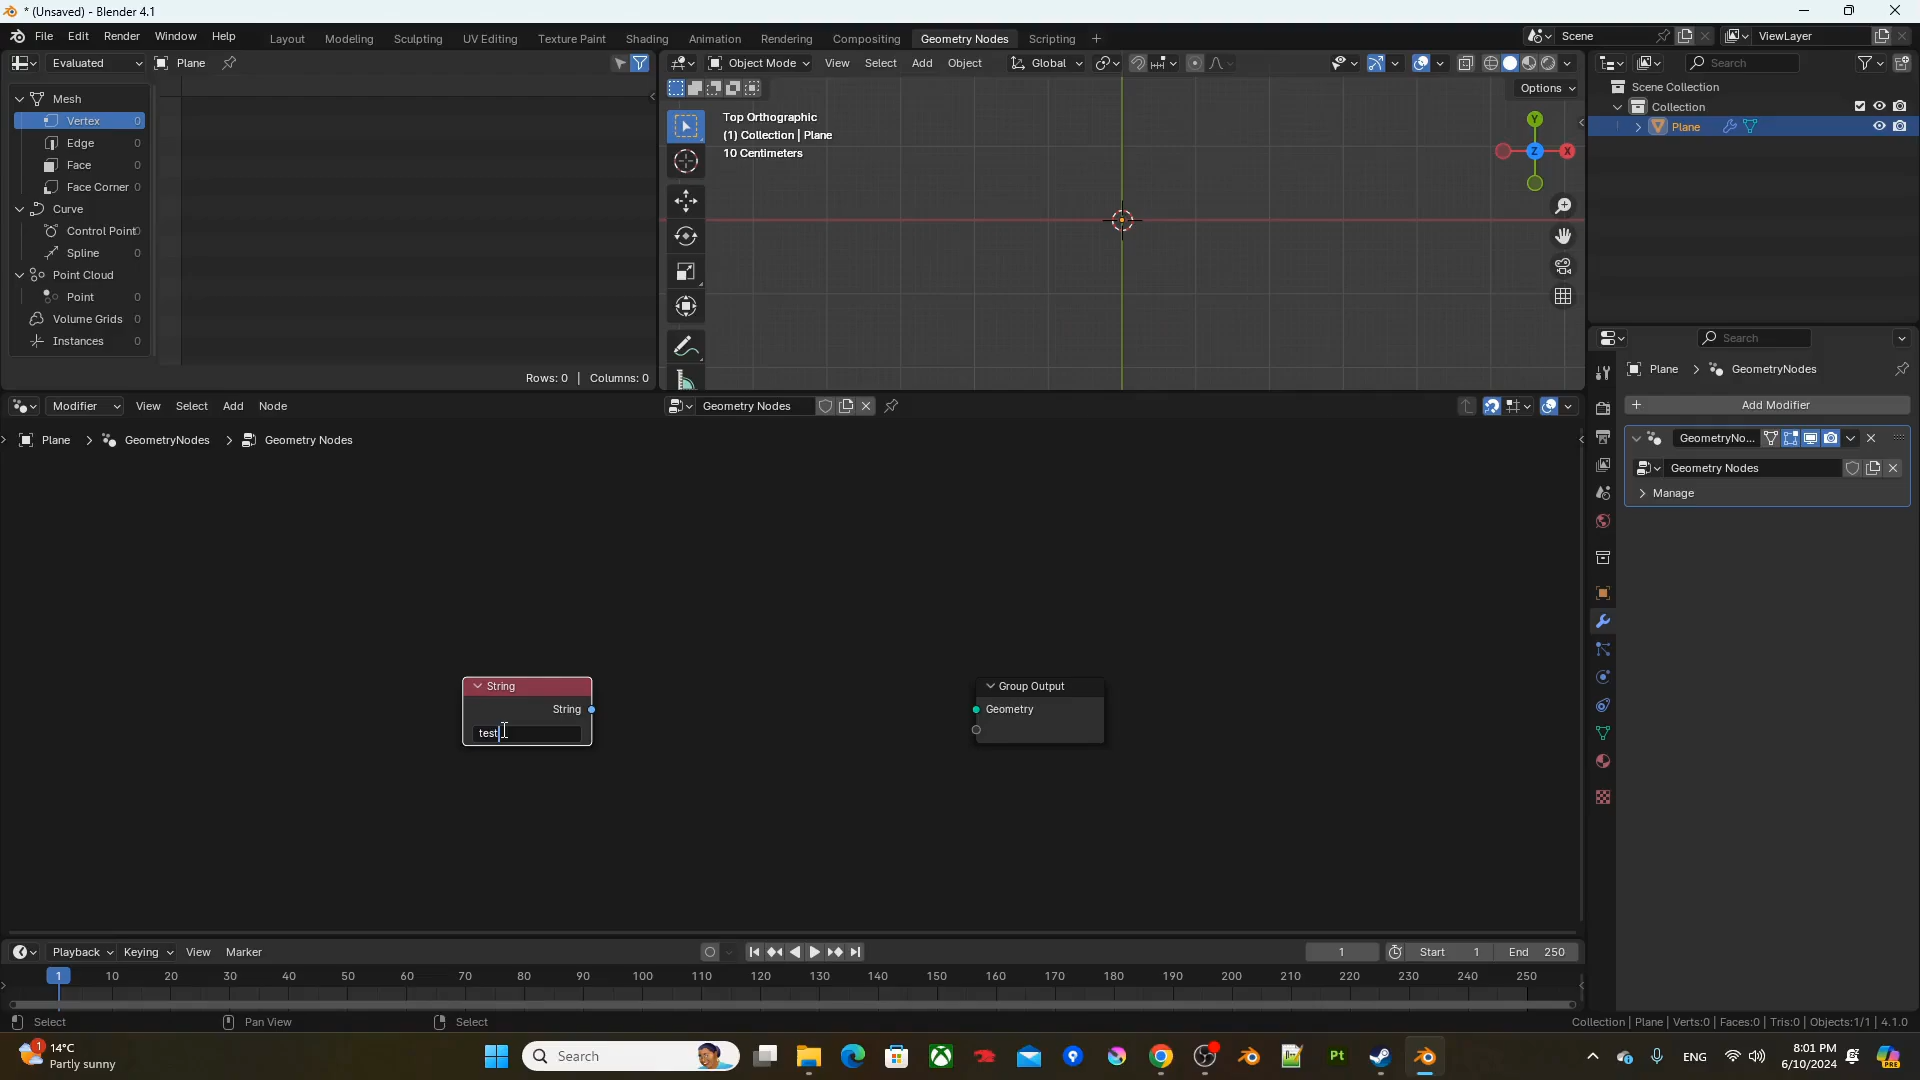 * (Unsaved) - Blender 4.1
File Edit Render Window Help Layout Modeling Sculpting UV Editing Texture Paint Shading Animation Rendering Compositing Geometry Nodes Scripting + Scene ViewLayer
Evaluated Plane
Object Mode View Select Add Object Global
Search
Options
Mesh
Vertex 0
Edge 0
Face 0
Face Corner 0
Curve
Control Point 0
Spline 0
Point Cloud
Point 0
Volume Grids 0
Instances 0
Rows: 0 | Columns: 0
Top Orthographic
(1) Collection | Plane
10 Centimeters
Y
X
Z
Scene Collection
Collection
Plane
Search
Plane > GeometryNodes
+ Add Modifier
GeometryNo...
Geometry Nodes
Manage
Modifier View Select Add Node Geometry Nodes
Plane > GeometryNodes > Geometry Nodes
String
String
test
Group Output
Geometry
Playback Keying View Marker 1 Start 1 End 250
1 10 20 30 40 50 60 70 80 90 100 110 120 130 140 150 160 170 180 190 200 210 220 230 240 250
Select Pan View Select Collection | Plane | Verts:0 | Faces:0 | Tris:0 | Objects:1/1 | 4.1.0
1
14°C
Partly sunny
Search
Pt
ENG
8:01 PM
6/10/2024
PRE